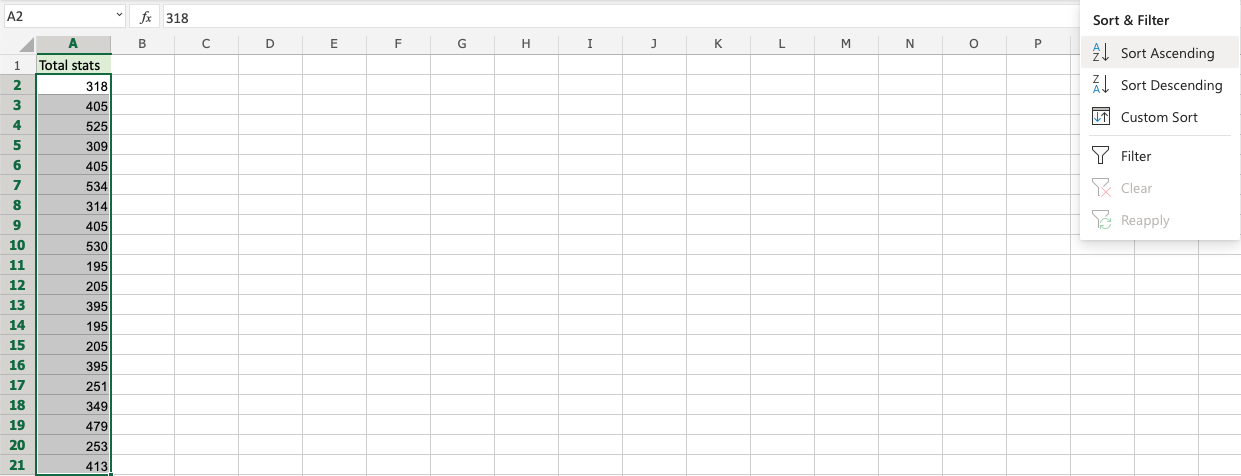 A2 fx 318
Sort & Filter
Sort Ascending
Sort Descending
Custom Sort
Filter
Clear
Reapply
A B C D E F G H I J K L M N O P
1 Total stats
2 318
3 405
4 525
5 309
6 405
7 534
8 314
9 405
10 530
11 195
12 205
13 395
14 195
15 205
16 395
17 251
18 349
19 479
20 253
21 413